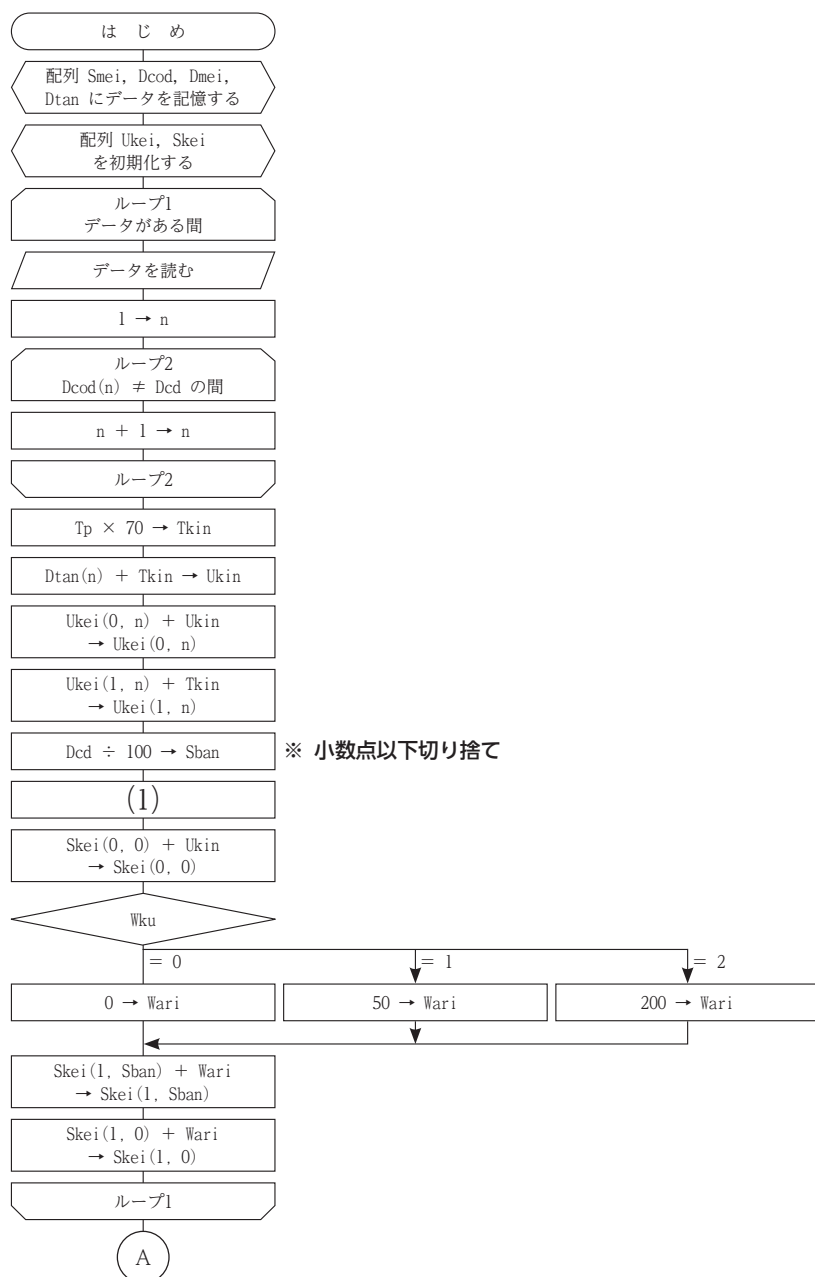 は じ め
配列 Smei, Dcod, Dmei,
Dtan にデータを記憶する
配列 Ukei, Skei
を初期化する
ループ1
データがある間
データを読む
1 → n
ループ2
Dcod(n) ≠ Dcd の間
n + 1 → n
ループ2
Tp × 70 → Tkin
Dtan(n) + Tkin → Ukin
Ukei(0, n) + Ukin
→ Ukei(0, n)
Ukei(1, n) + Tkin
→ Ukei(1, n)
Dcd ÷ 100 → Sban ※ 小数点以下切り捨て
(1)
Skei(0, 0) + Ukin
→ Skei(0, 0)
Wku
= 0 = 1 = 2
0 → Wari 50 → Wari 200 → Wari
Skei(1, Sban) + Wari
→ Skei(1, Sban)
Skei(1, 0) + Wari
→ Skei(1, 0)
ループ1
A